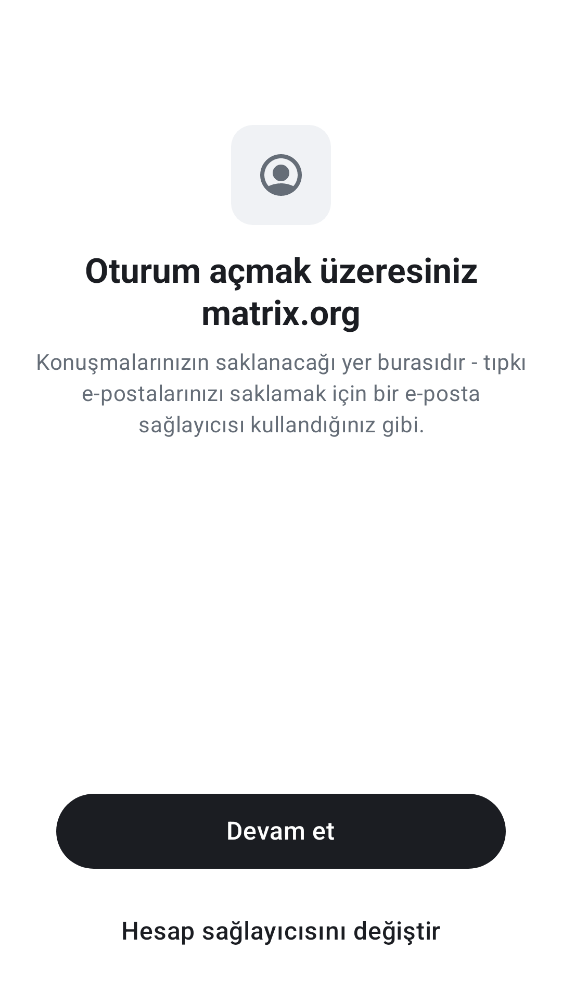 Oturum açmak üzeresiniz
matrix.org
Konuşmalarınızın saklanacağı yer burasıdır - tıpkı
e-postalarınızı saklamak için bir e-posta
sağlayıcısı kullandığınız gibi.
Devam et
Hesap sağlayıcısını değiştir